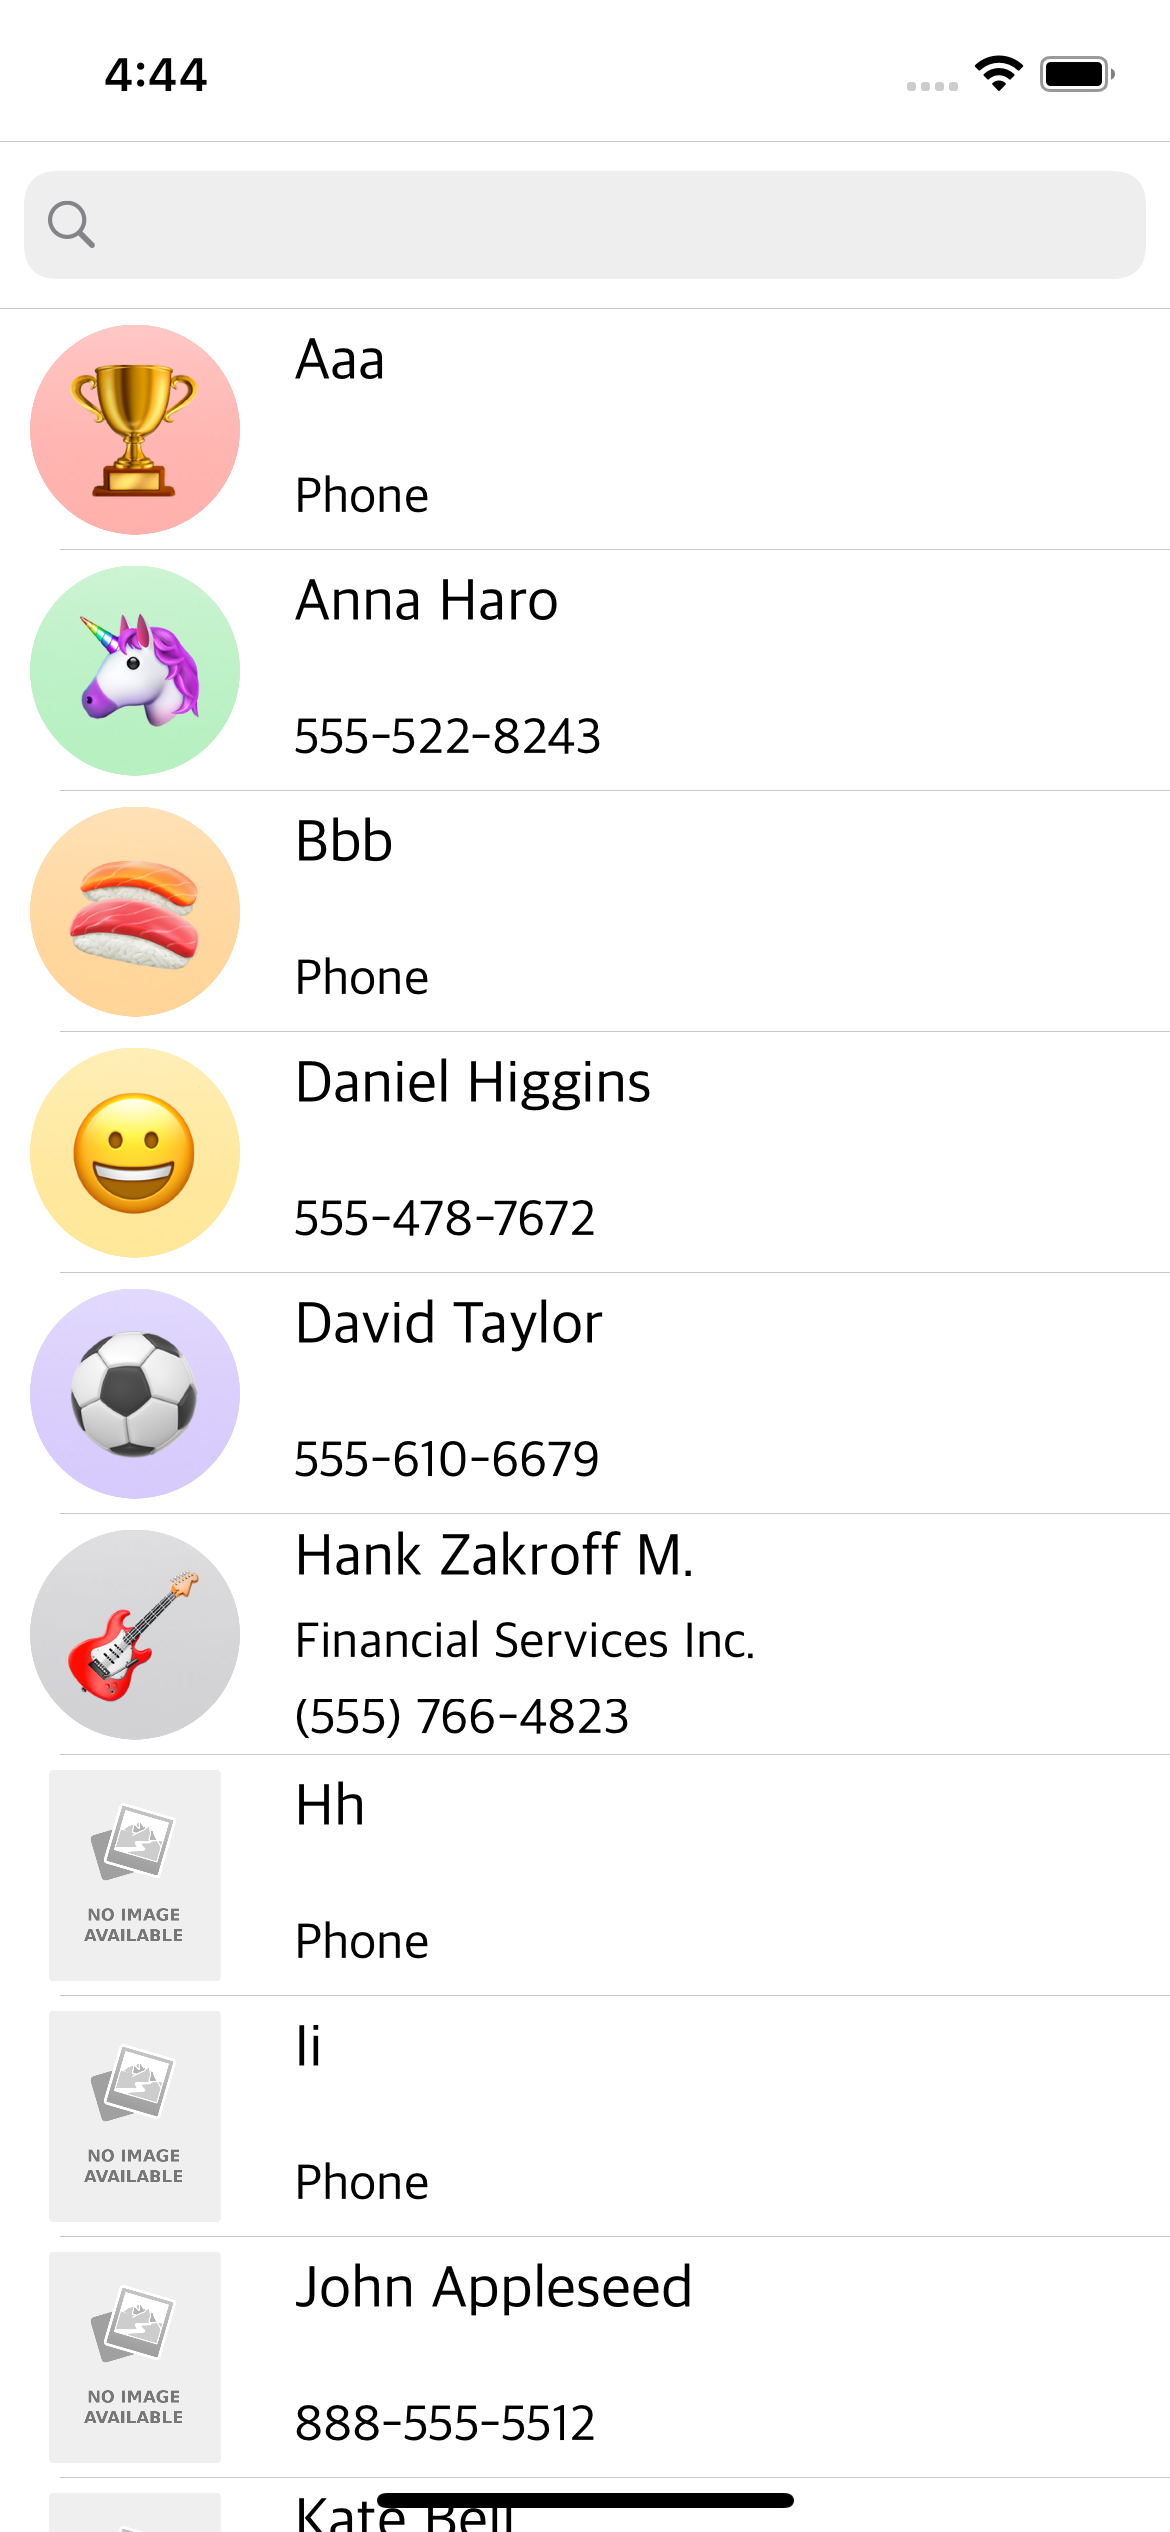 4:44
Aaa
Phone
Anna Haro
555-522-8243
Bbb
Phone
Daniel Higgins
555-478-7672
David Taylor
555-610-6679
Hank Zakroff M.
Financial Services Inc.
(555) 766-4823
Hh
Phone
NO IMAGE
AVAILABLE
Ii
Phone
NO IMAGE
AVAILABLE
John Appleseed
888-555-5512
NO IMAGE
AVAILABLE
Kate Bell